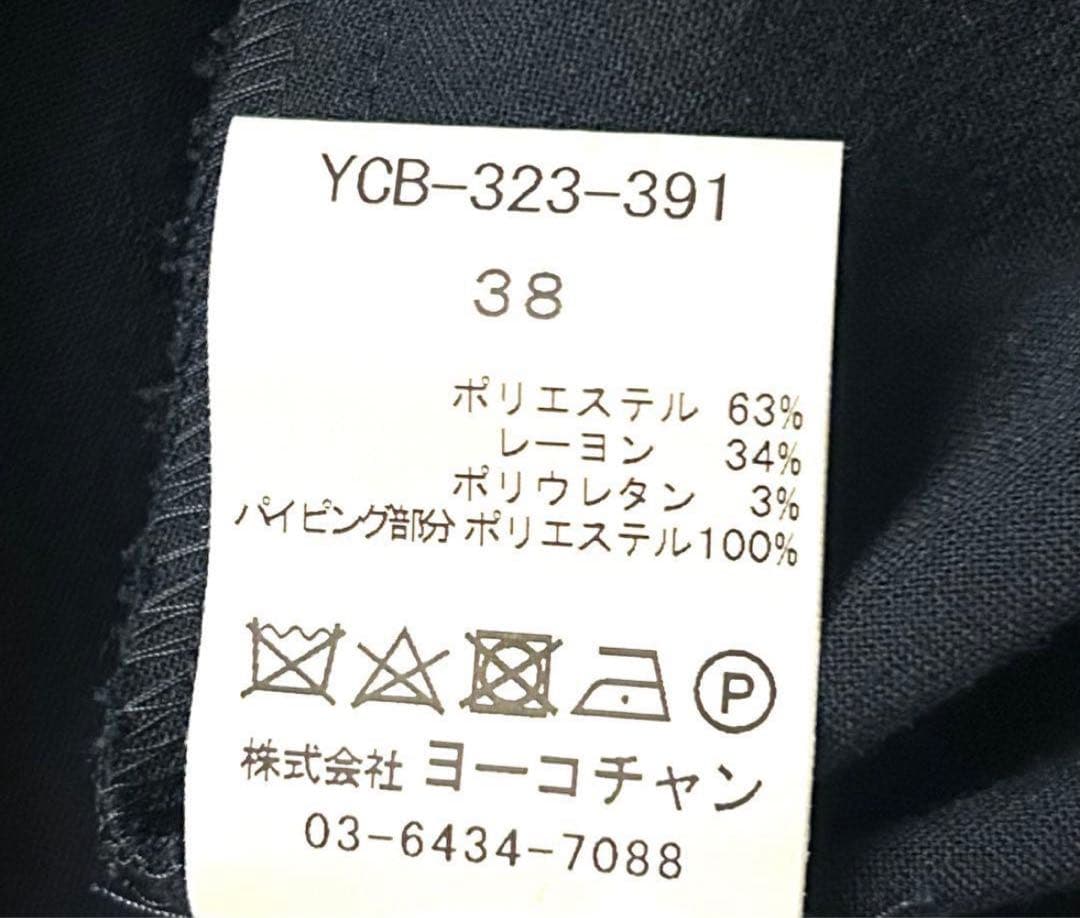 YCB-323-391
38
ポリエステル 63%
レーヨン 34%
ポリウレタン 3%
パイピング部分 ポリエステル100%
P
株式会社 ヨーコチャン
03-6434-7088